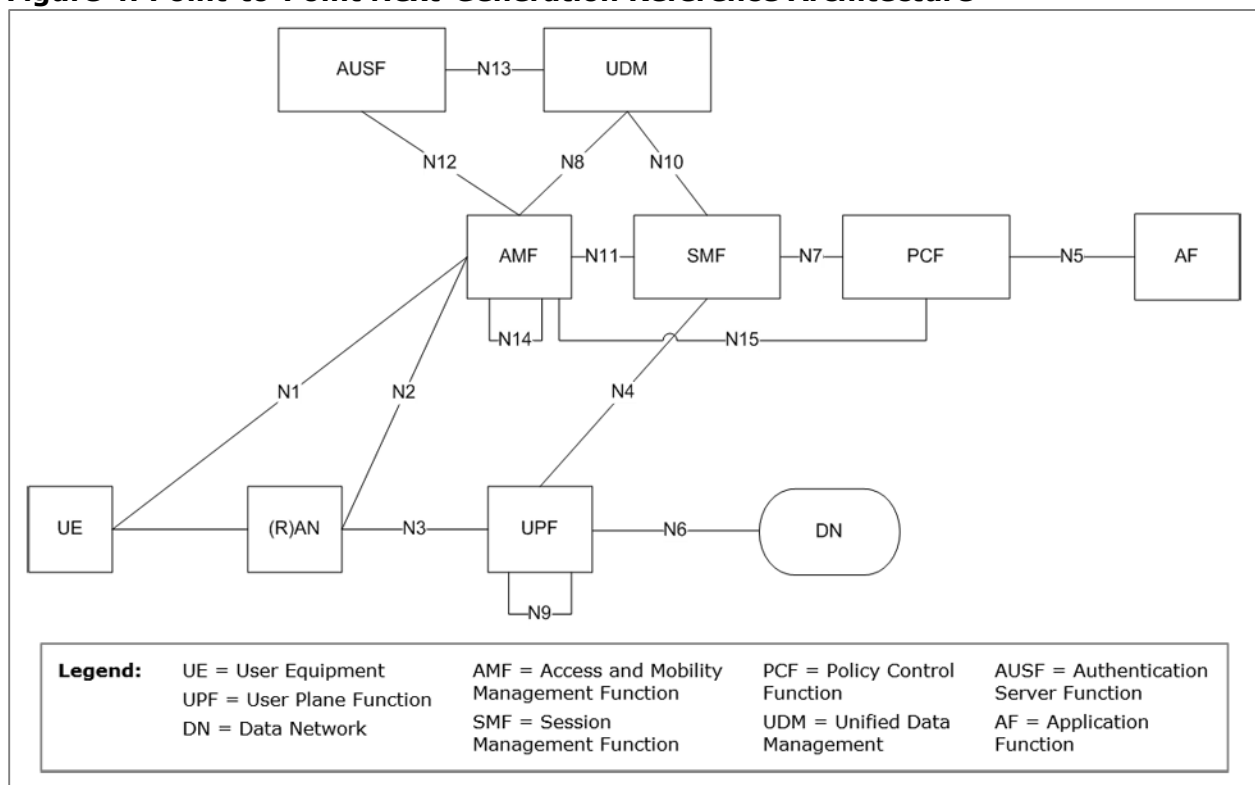 Figure 4. Point-to-Point Next-Generation Reference Architecture
AUSF
N13
UDM
N12
N8
N10
AMF
N11
SMF
N7
PCF
N5
AF
N14
N15
N1
N2
N4
UE
(R)AN
N3
UPF
N6
DN
N9
Legend:
UE = User Equipment
UPF = User Plane Function
DN = Data Network
AMF = Access and Mobility
Management Function
SMF = Session
Management Function
PCF = Policy Control
Function
UDM = Unified Data
Management
AUSF = Authentication
Server Function
AF = Application
Function